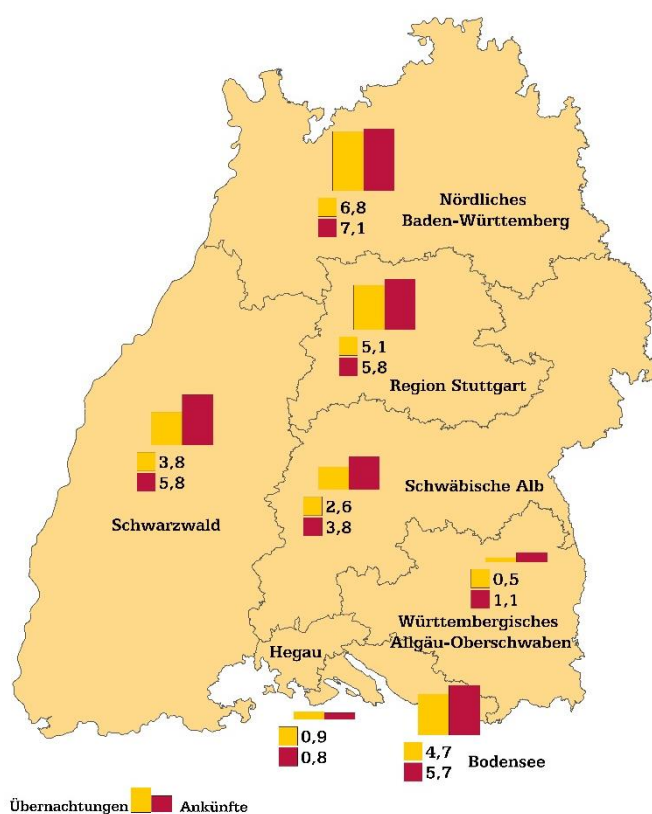 6,8
7,1
Nördliches
Baden-Württemberg
5,1
5,8
Region Stuttgart
3,8
5,8
Schwarzwald
2,6
3,8
Schwäbische Alb
0,5
1,1
Württembergisches
Allgäu-Oberschwaben
Hegau
0,9
0,8
4,7
5,7
Bodensee
Übernachtungen Ankünfte